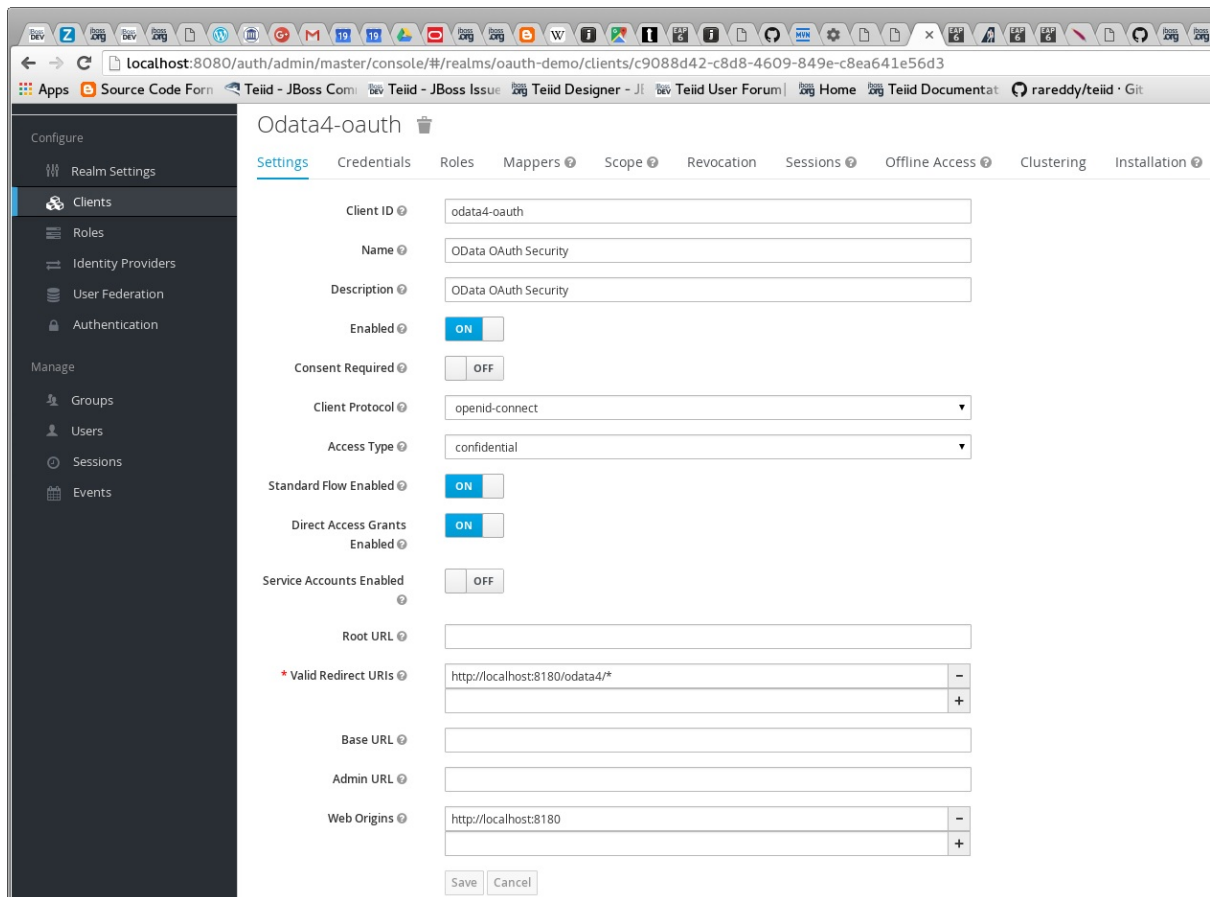 localhost:8080/auth/admin/master/console/#/realms/oauth-demo/clients/c9088d42-c8d8-4609-849e-c8ea641e56d3
Apps Source Code Forn Teiid - JBoss Com Teiid - JBoss Issue Teiid Designer - J Teiid User Forum| Home Teiid Documentat rareddy/teiid · Git
Odata4-oauth
Configure
Settings Credentials Roles Mappers Scope Revocation Sessions Offline Access Clustering Installation
Realm Settings
Clients
Roles
Identity Providers
User Federation
Authentication
Manage
Groups
Users
Sessions
Events
Client ID odata4-oauth
Name OData OAuth Security
Description OData OAuth Security
Enabled ON
Consent Required OFF
Client Protocol openid-connect
Access Type confidential
Standard Flow Enabled ON
Direct Access Grants ON
Enabled
Service Accounts Enabled OFF
Root URL
* Valid Redirect URIs http://localhost:8180/odata4/* -
+
Base URL
Admin URL
Web Origins http://localhost:8180 -
+
Save Cancel